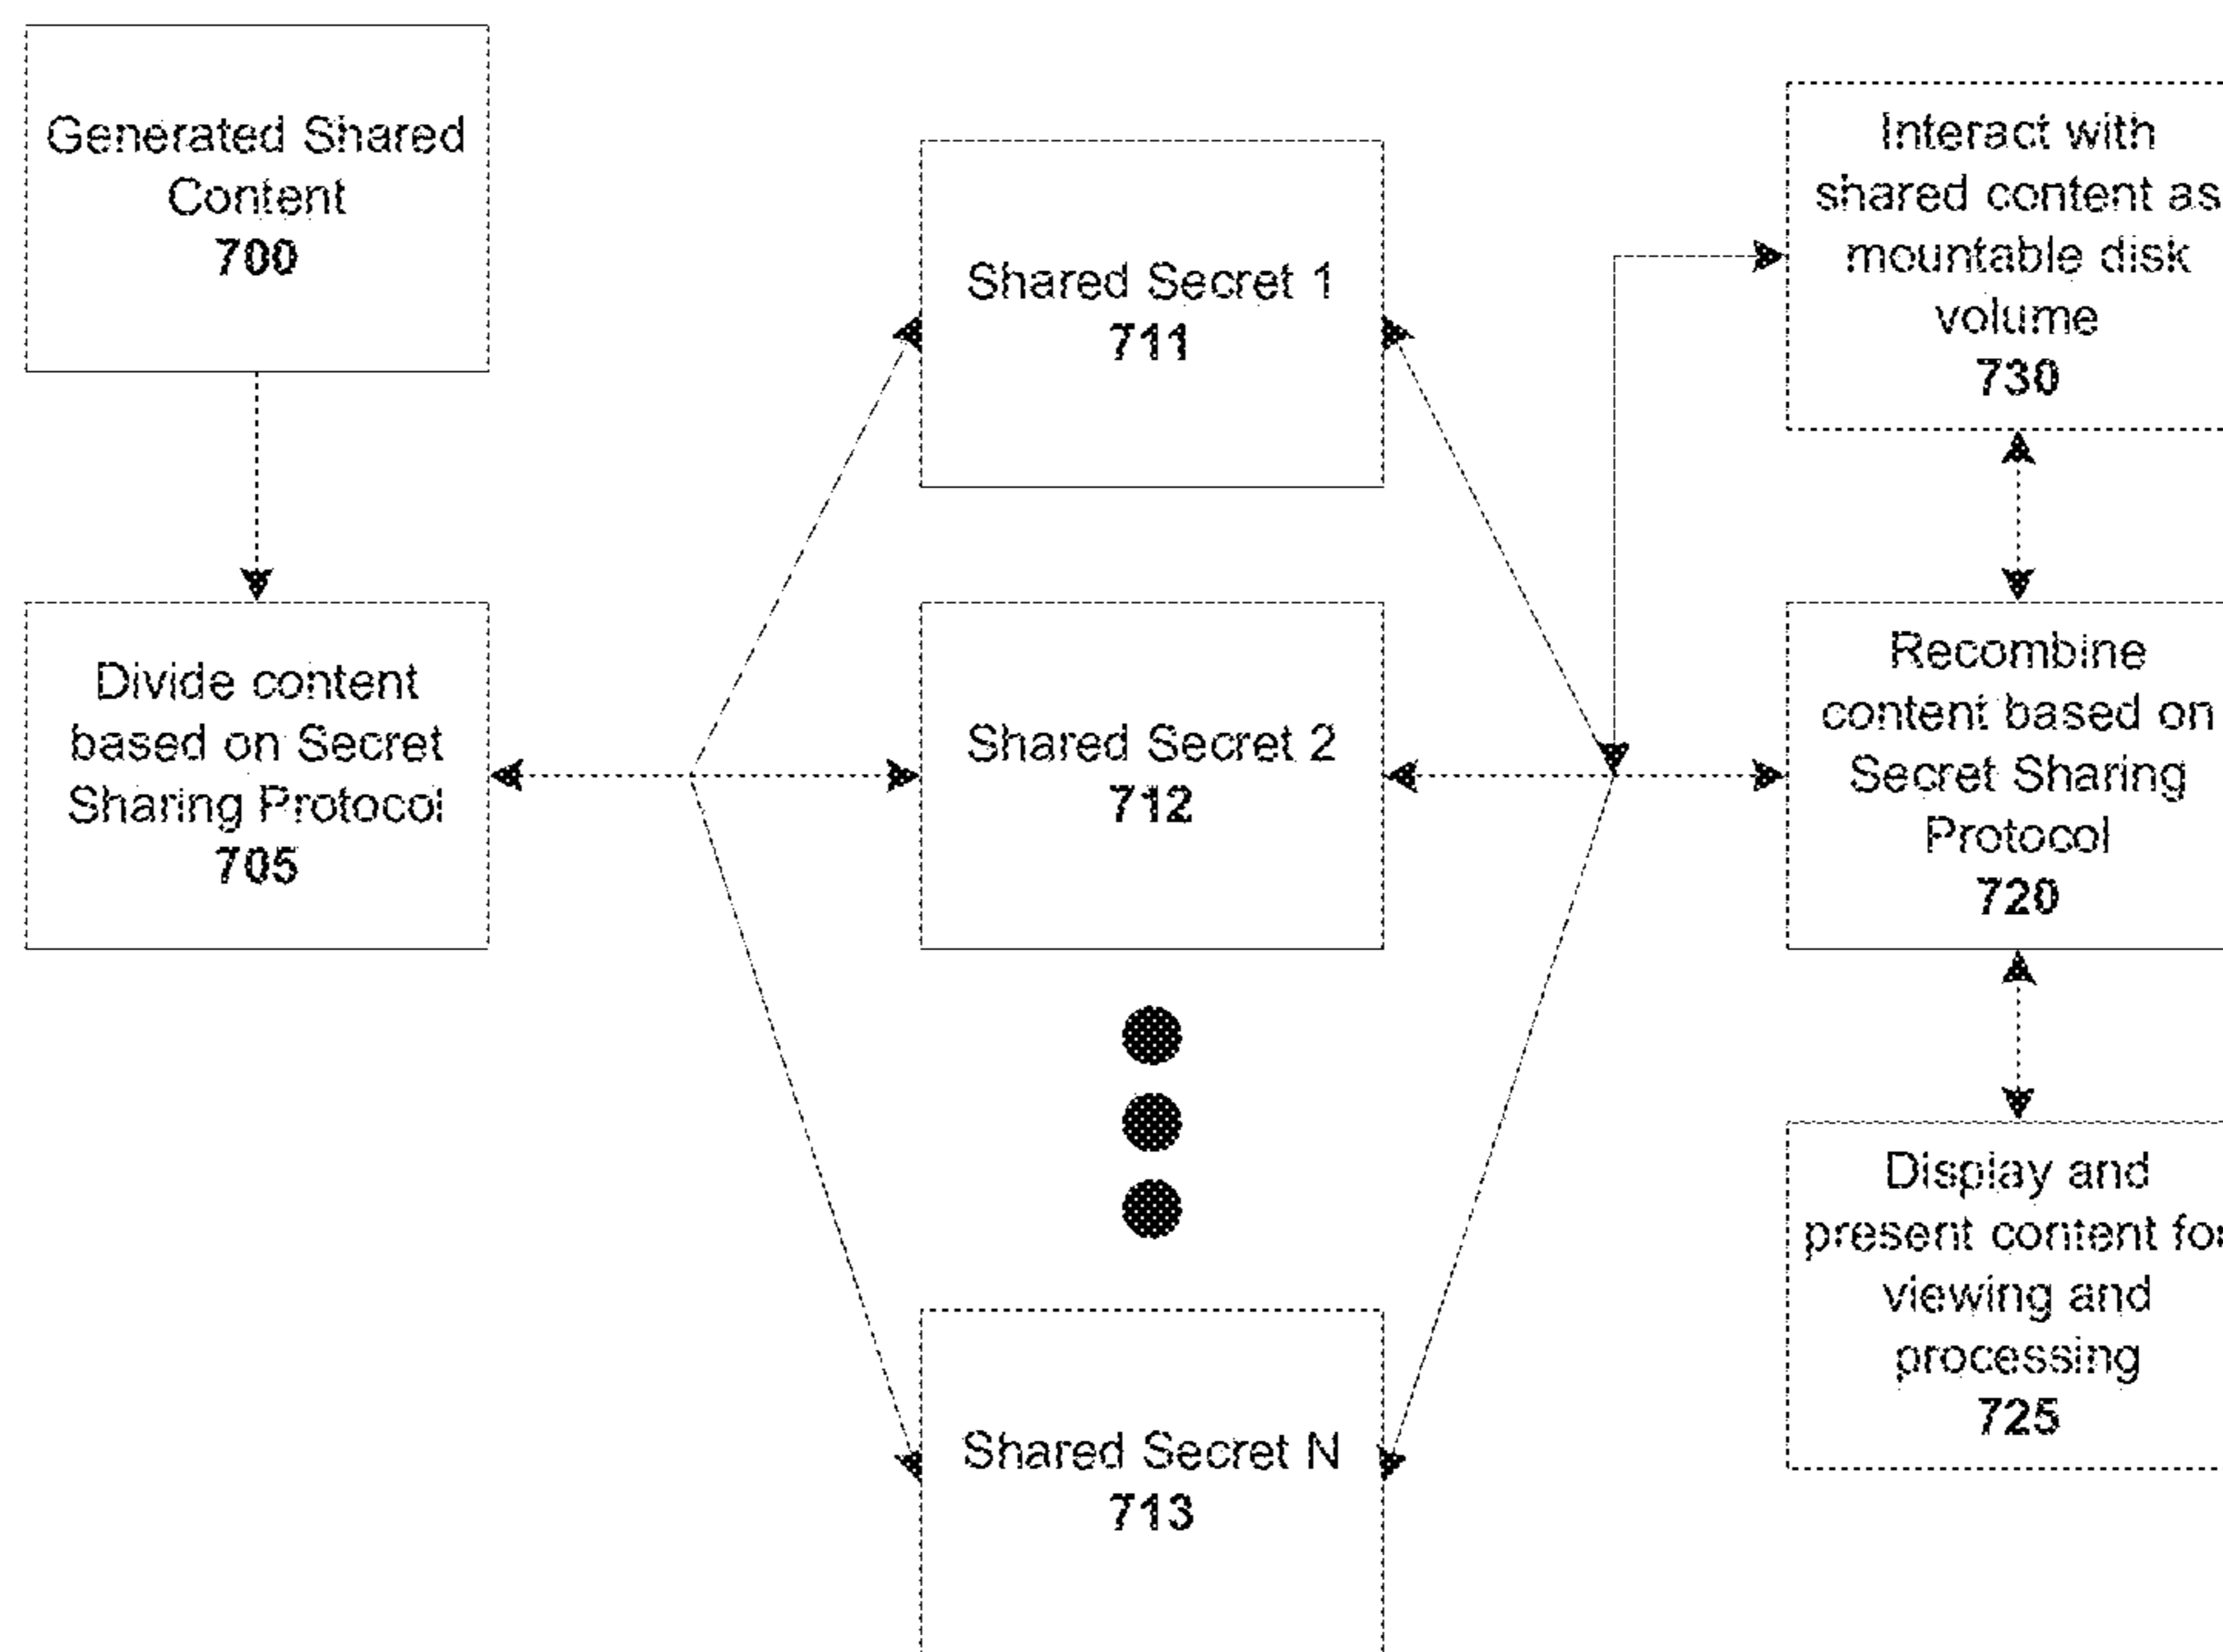 Generated Shared
Content
700
Divide content
based on Secret
Sharing Protocol
705
Shared Secret 1
711
Shared Secret 2
712
Shared Secret N
713
Interact with
shared content as
mountable disk
volume
730
Recombine
content based on
Secret Sharing
Protocol
720
Display and
present content for
viewing and
processing
725